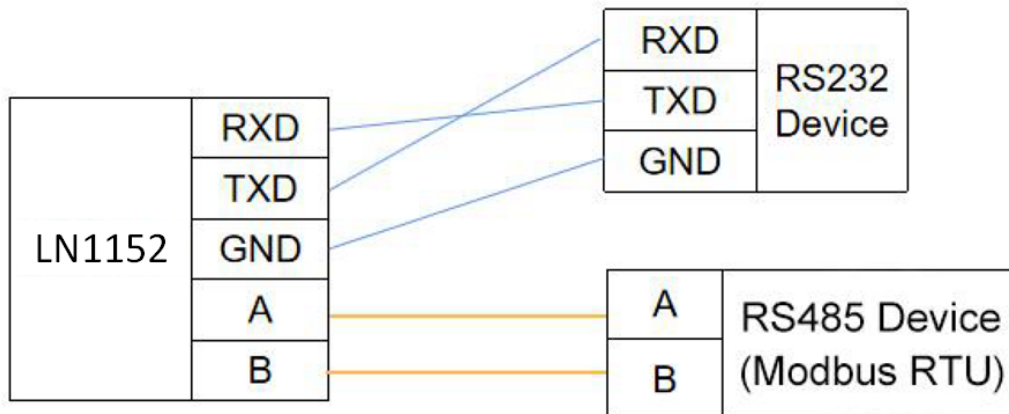 LN1152
RXD
TXD
GND
A
B
RXD
TXD
GND
RS232
Device
A
B
RS485 Device
(Modbus RTU)